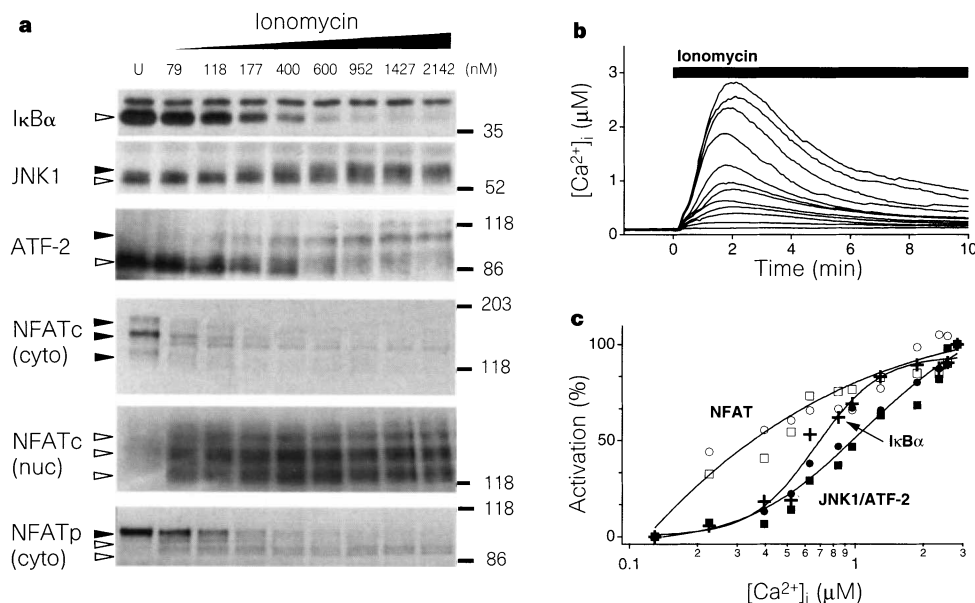 a
Ionomycin
U 79 118 177 400 600 952 1427 2142 (nM)
IκBα
35
JNK1
52
ATF-2
118
86
NFATc
(cyto)
203
118
NFATc
(nuc)
118
NFATp
(cyto)
118
86
b
Ionomycin
[Ca²⁺]ᵢ (μM)
3
2
1
0
0 2 4 6 8 10
Time (min)
c
Activation (%)
100
50
0
NFAT
IκBα
JNK1/ATF-2
0.1 2 3 4 5 6 7 8 9 1 2 3
[Ca²⁺]ᵢ (μM)